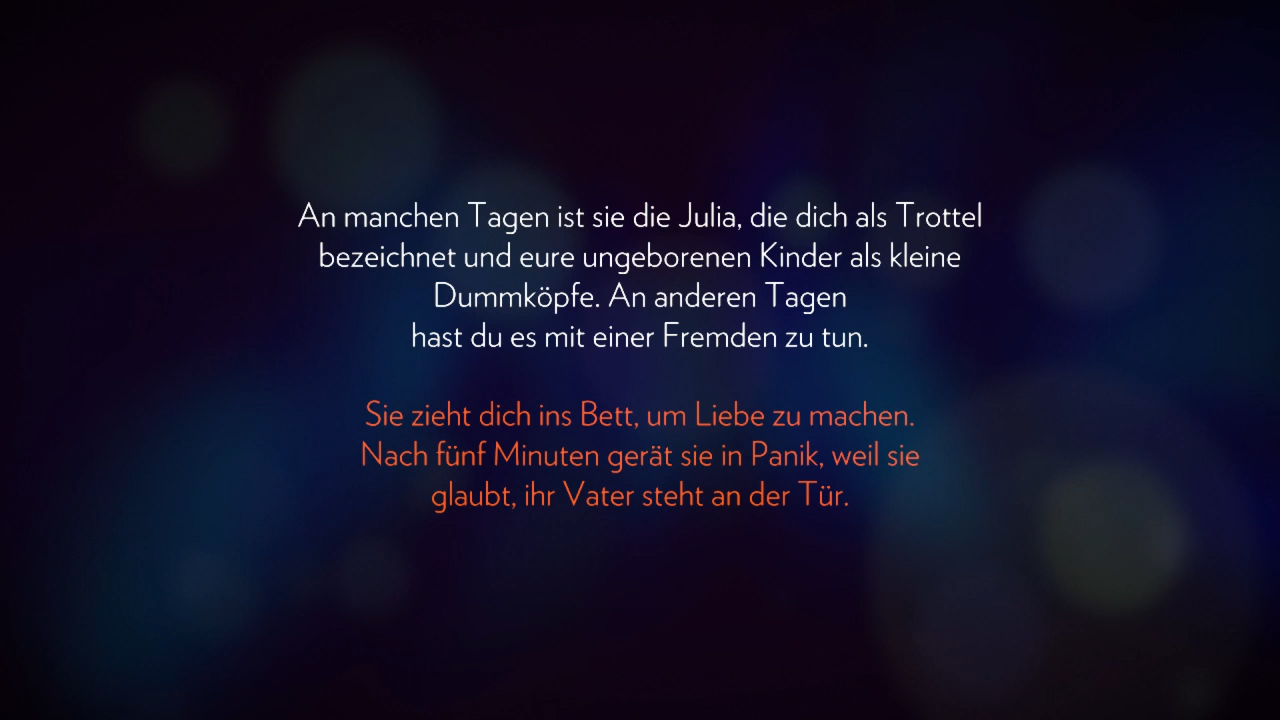 An manchen Tagen ist sie die Julia, die dich als Trottel
bezeichnet und eure ungeborenen Kinder als kleine
Dummköpfe. An anderen Tagen
hast du es mit einer Fremden zu tun.
Sie zieht dich ins Bett, um Liebe zu machen.
Nach fünf Minuten gerät sie in Panik, weil sie
glaubt, ihr Vater steht an der Tür.